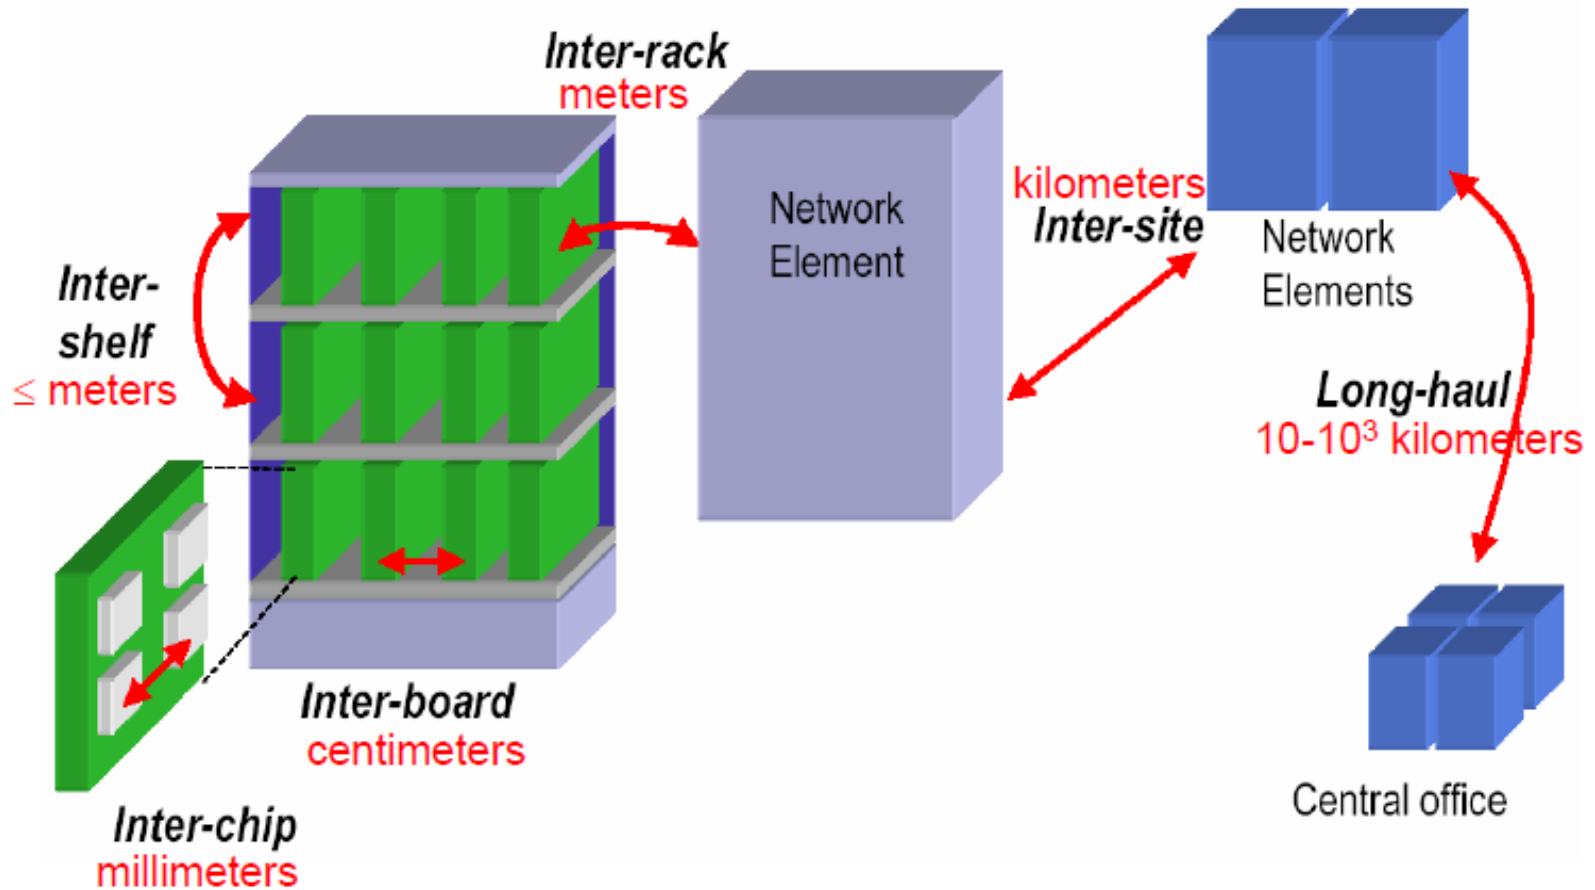 Inter-rack
meters
Network
Element
kilometers
Inter-site
Network
Elements
Inter-
shelf
≤ meters
Long-haul
10-10³ kilometers
Inter-board
centimeters
Central office
Inter-chip
millimeters